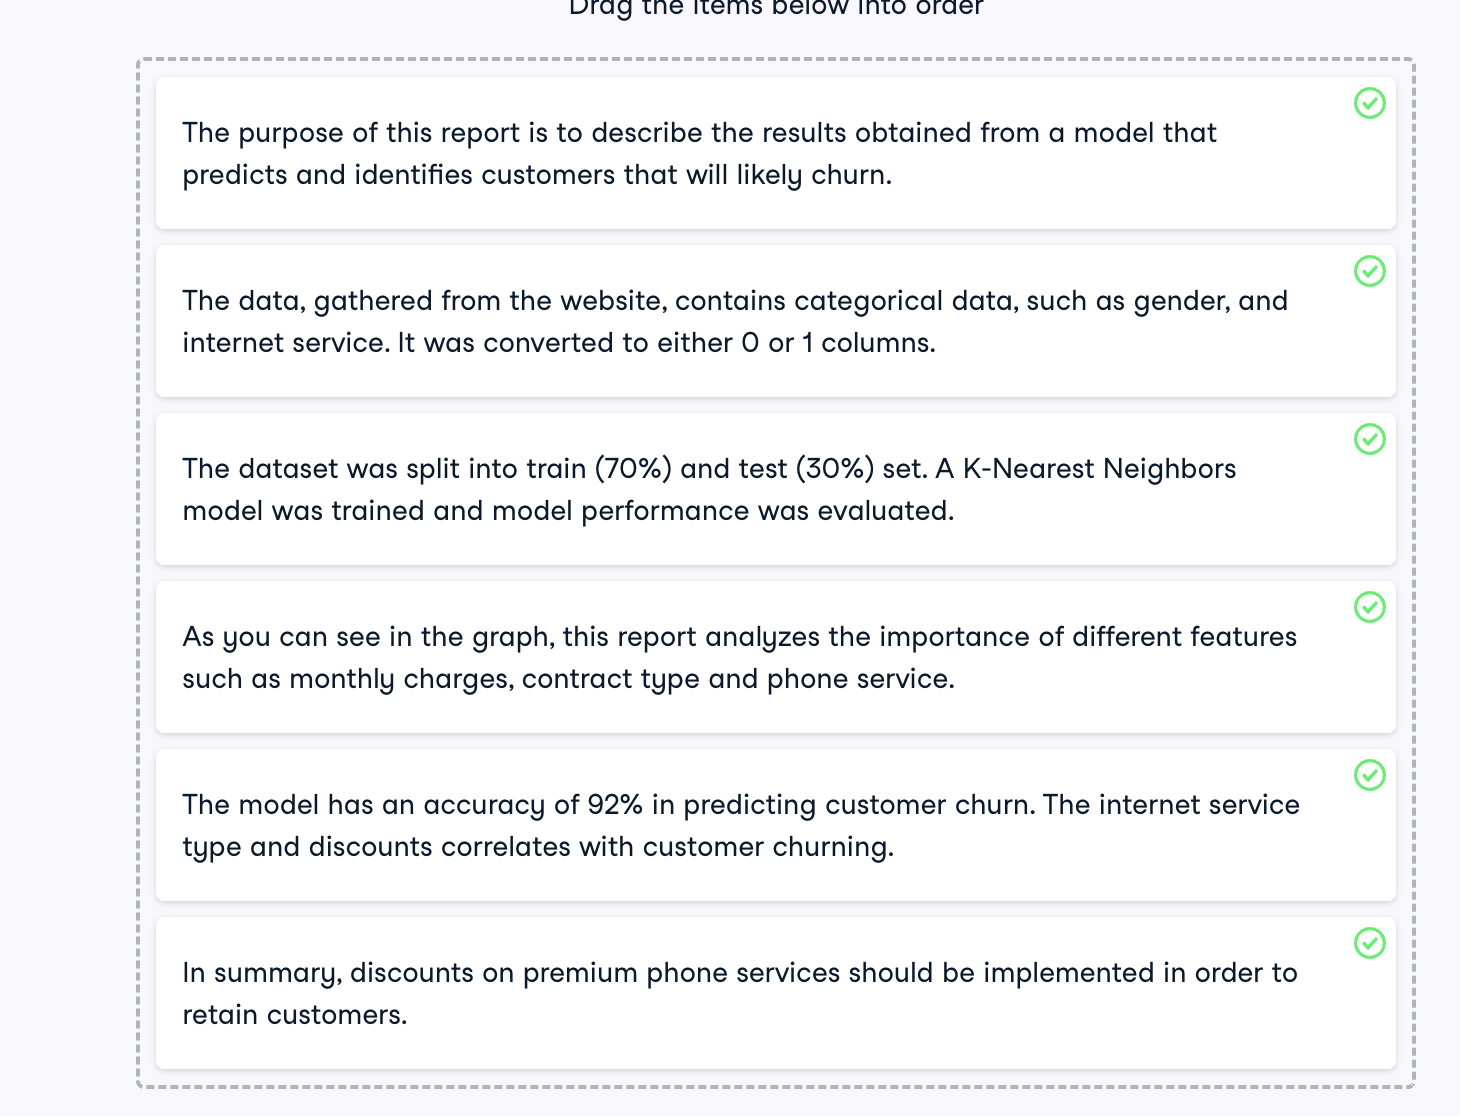 Drag the items below into order
The purpose of this report is to describe the results obtained from a model that
predicts and identifies customers that will likely churn.
The data, gathered from the website, contains categorical data, such as gender, and
internet service. It was converted to either 0 or 1 columns.
The dataset was split into train (70%) and test (30%) set. A K-Nearest Neighbors
model was trained and model performance was evaluated.
As you can see in the graph, this report analyzes the importance of different features
such as monthly charges, contract type and phone service.
The model has an accuracy of 92% in predicting customer churn. The internet service
type and discounts correlates with customer churning.
In summary, discounts on premium phone services should be implemented in order to
retain customers.